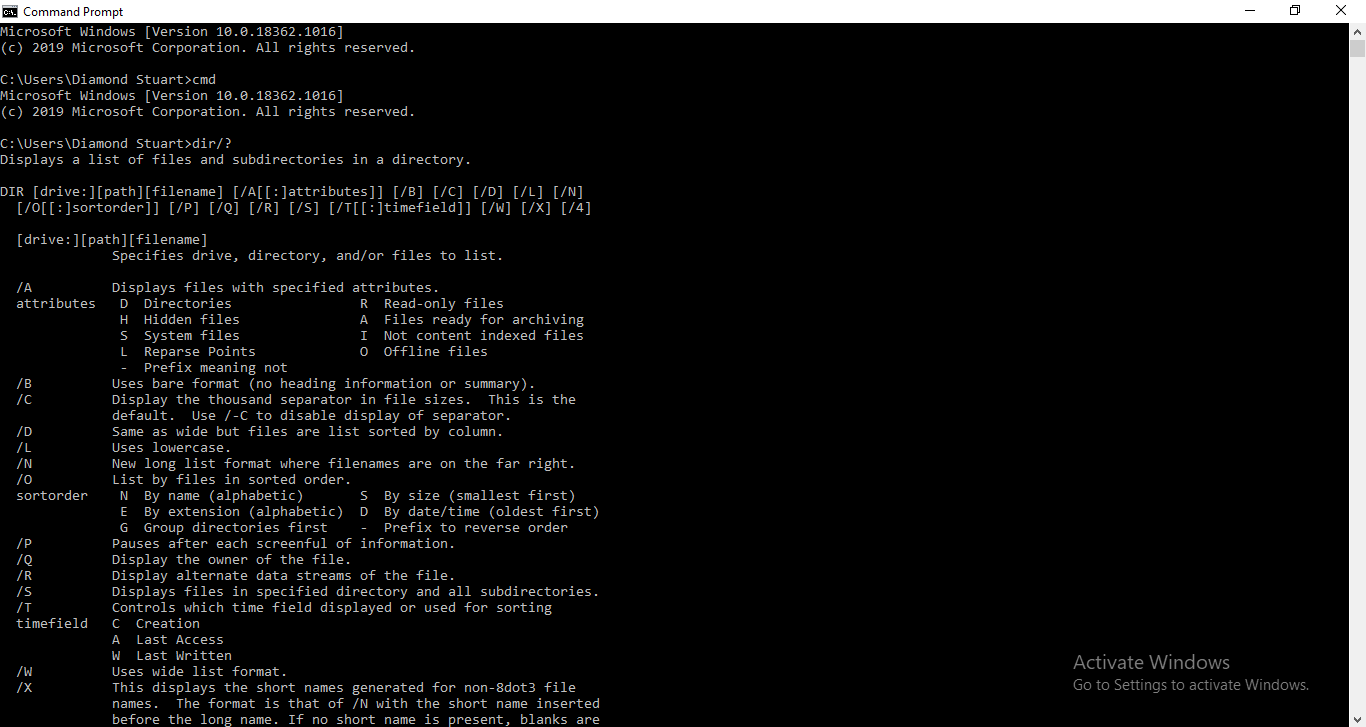 Command Prompt
Microsoft Windows [Version 10.0.18362.1016]
(c) 2019 Microsoft Corporation. All rights reserved.
C:\Users\Diamond Stuart>cmd
Microsoft Windows [Version 10.0.18362.1016]
(c) 2019 Microsoft Corporation. All rights reserved.
C:\Users\Diamond Stuart>dir/?
Displays a list of files and subdirectories in a directory.
DIR [drive:][path][filename] [/A[[:]attributes]] [/B] [/C] [/D] [/L] [/N]
  [/O[[:]sortorder]] [/P] [/Q] [/R] [/S] [/T[[:]timefield]] [/W] [/X] [/4]
  [drive:][path][filename]
              Specifies drive, directory, and/or files to list.
  /A          Displays files with specified attributes.
  attributes   D  Directories                R  Read-only files
               H  Hidden files               A  Files ready for archiving
               S  System files               I  Not content indexed files
               L  Reparse Points             O  Offline files
               -  Prefix meaning not
  /B          Uses bare format (no heading information or summary).
  /C          Display the thousand separator in file sizes.  This is the
              default.  Use /-C to disable display of separator.
  /D          Same as wide but files are list sorted by column.
  /L          Uses lowercase.
  /N          New long list format where filenames are on the far right.
  /O          List by files in sorted order.
  sortorder    N  By name (alphabetic)       S  By size (smallest first)
               E  By extension (alphabetic)  D  By date/time (oldest first)
               G  Group directories first    -  Prefix to reverse order
  /P          Pauses after each screenful of information.
  /Q          Display the owner of the file.
  /R          Display alternate data streams of the file.
  /S          Displays files in specified directory and all subdirectories.
  /T          Controls which time field displayed or used for sorting
  timefield   C  Creation
              A  Last Access
              W  Last Written
  /W          Uses wide list format.
  /X          This displays the short names generated for non-8dot3 file
              names.  The format is that of /N with the short name inserted
              before the long name. If no short name is present, blanks are
Activate Windows
Go to Settings to activate Windows.